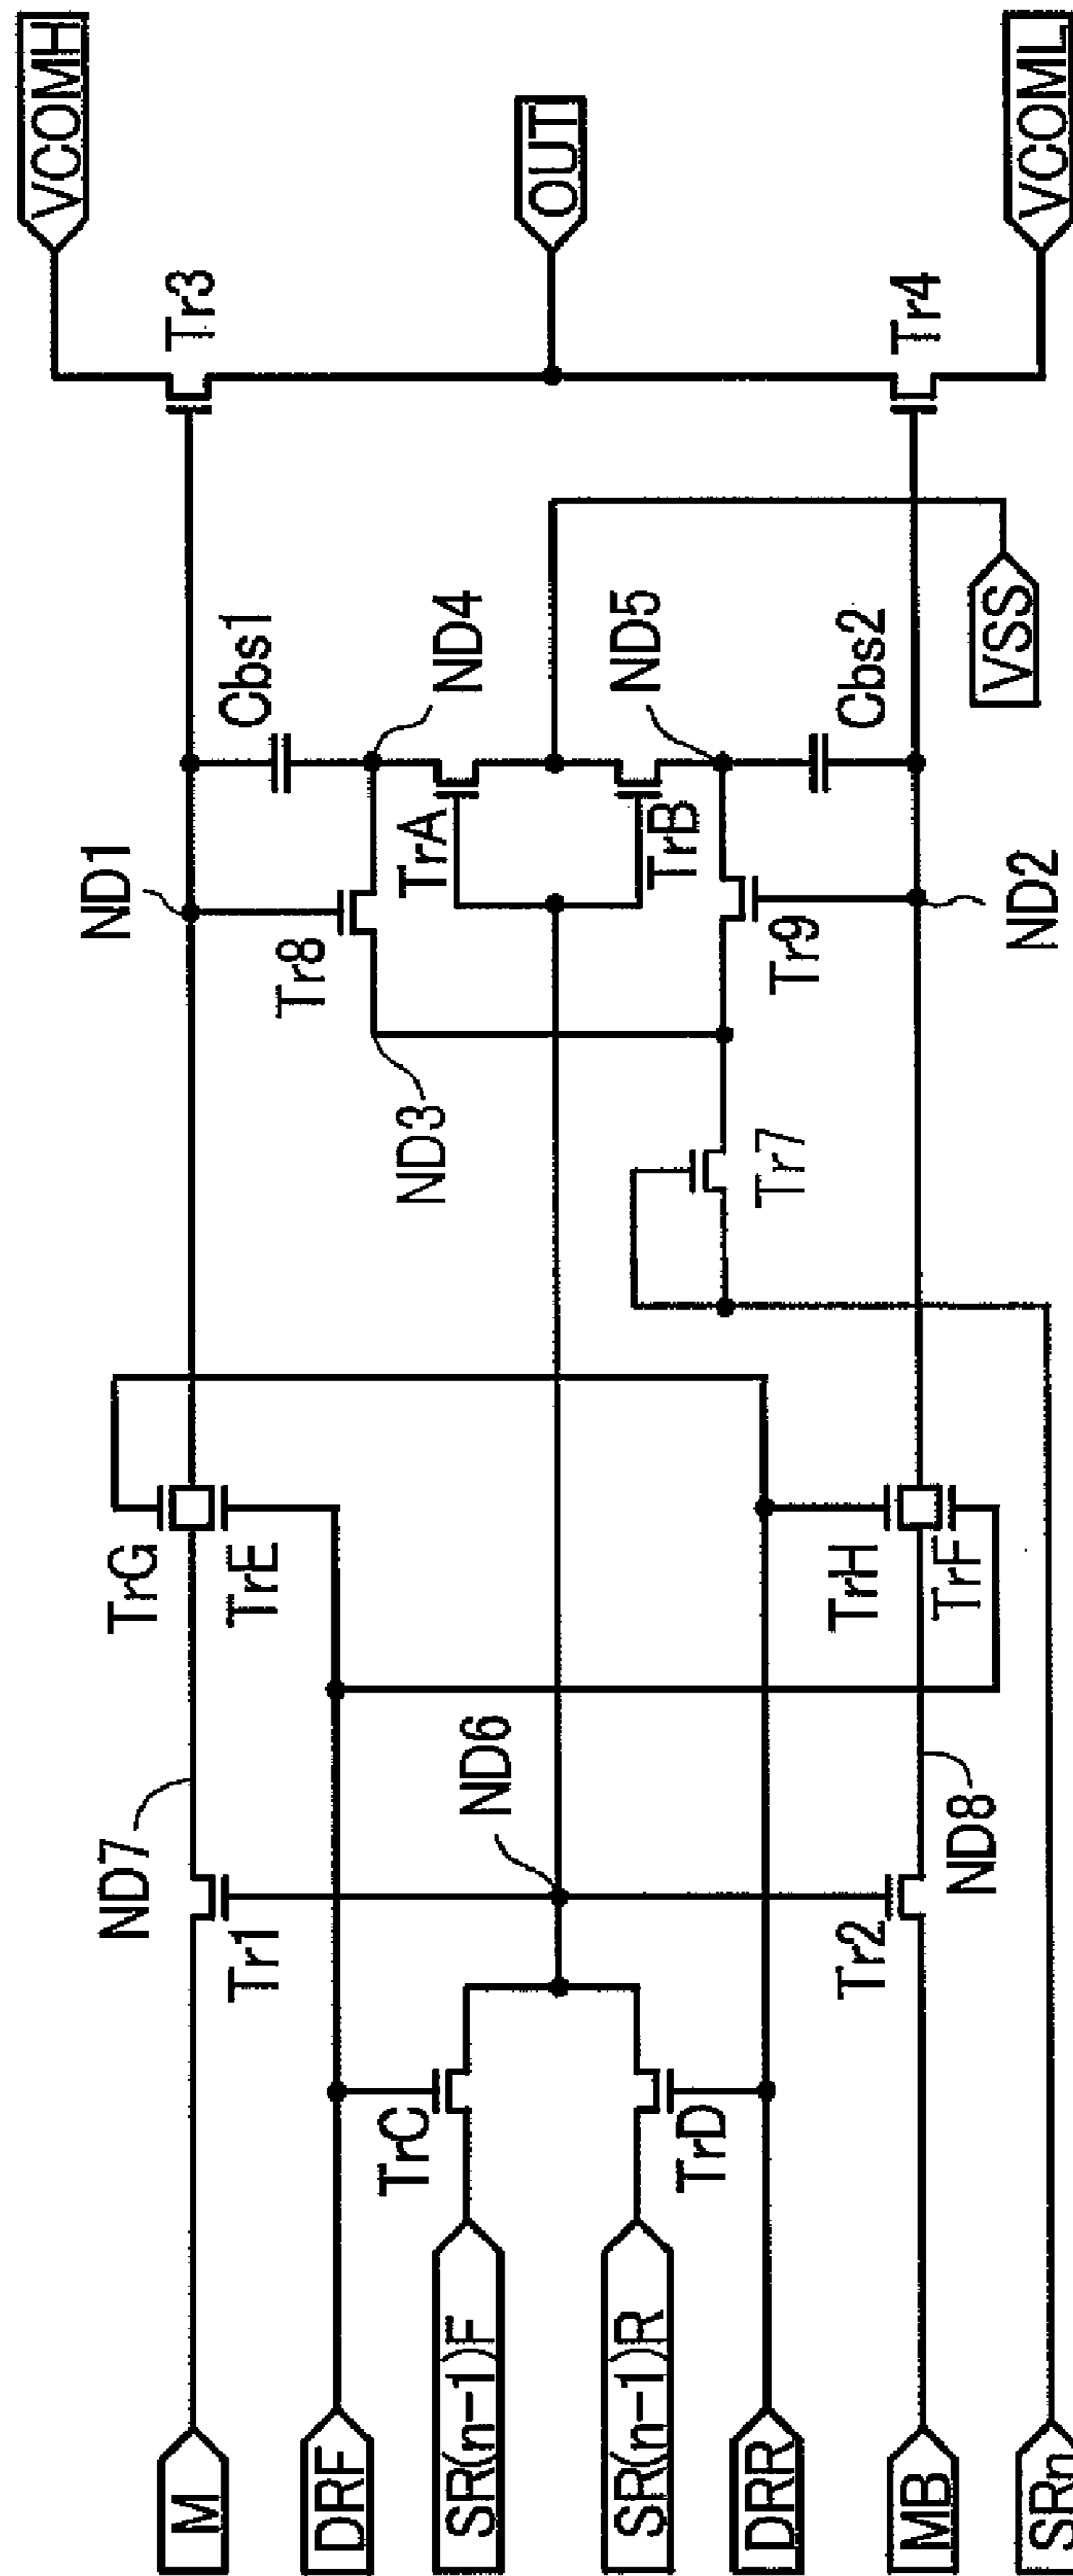 M
DRF
SR(n-1)F
SR(n-1)R
DRR
MB
SRn
TrC
TrD
Tr1
Tr2
ND7
ND6
ND8
TrG
TrE
TrH
TrF
Tr7
ND3
Tr8
Tr9
ND1
ND2
TrA
TrB
Cbs1
ND4
ND5
Cbs2
VSS
Tr3
Tr4
VCOMH
OUT
VCOML